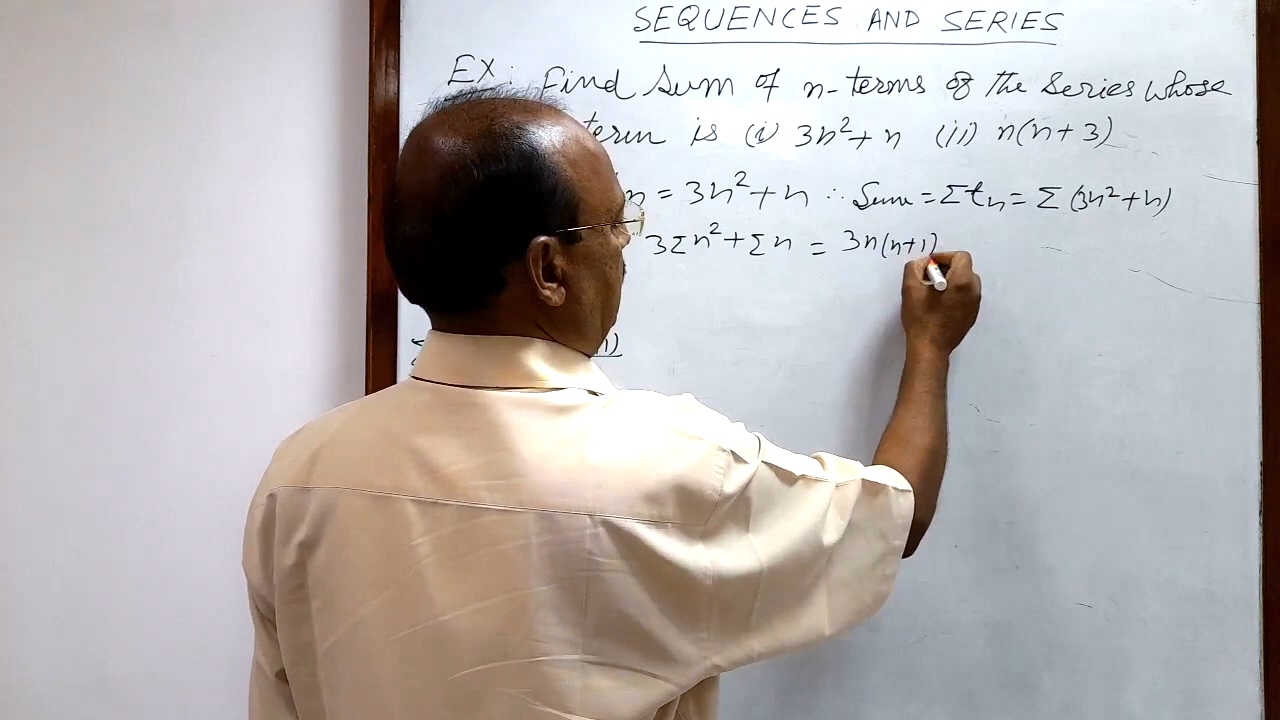 SEQUENCES AND SERIES
EX: Find Sum of n-terms of the Series whose
term is (i) 3n²+n (ii) n(n+3)
n = 3n²+n ∴ Sum = Σtₙ = Σ (3n²+n)
3Σn²+Σn = 3n(n+1)